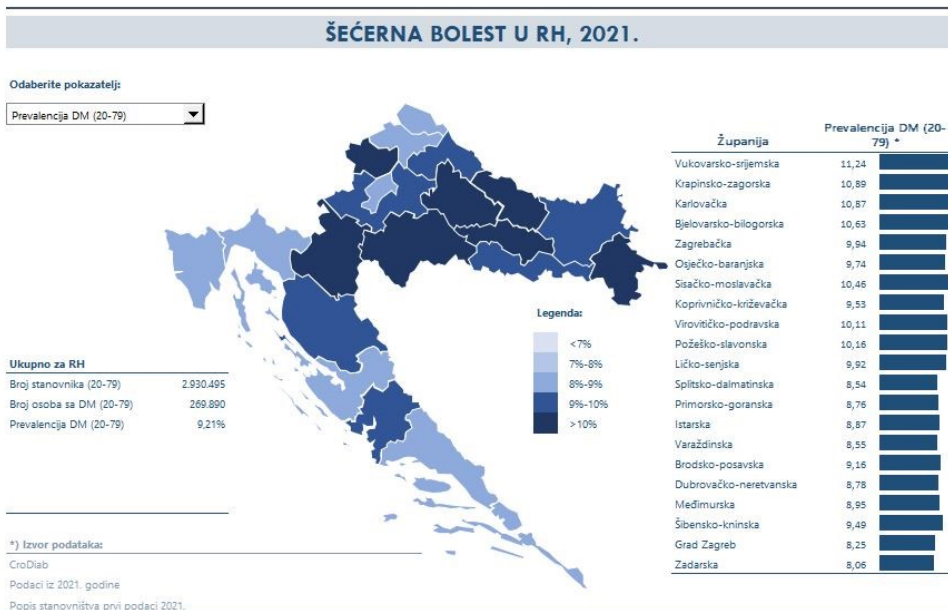 ŠEĆERNA BOLEST U RH, 2021.
Odaberite pokazatelj:
Prevalencija DM (20-79)
Ukupno za RH
Broj stanovnika (20-79) 2.930.495
Broj osoba sa DM (20-79) 269.890
Prevalencija DM (20-79) 9,21%
*) Izvor podataka:
CroDiab
Podaci iz 2021. godine
Popis stanovništva prvi podaci 2021.
Legenda:
<7%
7%-8%
8%-9%
9%-10%
>10%
Županija Prevalencija DM (20-
79) *
Vukovarsko-srijemska 11,24
Krapinsko-zagorska 10,89
Karlovačka 10,87
Bjelovarsko-bilogorska 10,63
Zagrebačka 9,94
Osječko-baranjska 9,74
Sisačko-moslavačka 10,46
Koprivničko-križevačka 9,53
Virovitičko-podravska 10,11
Požeško-slavonska 10,16
Ličko-senjska 9,92
Splitsko-dalmatinska 8,54
Primorsko-goranska 8,76
Istarska 8,87
Varaždinska 8,55
Brodsko-posavska 9,16
Dubrovačko-neretvanska 8,78
Međimurska 8,95
Šibensko-kninska 9,49
Grad Zagreb 8,25
Zadarska 8,06